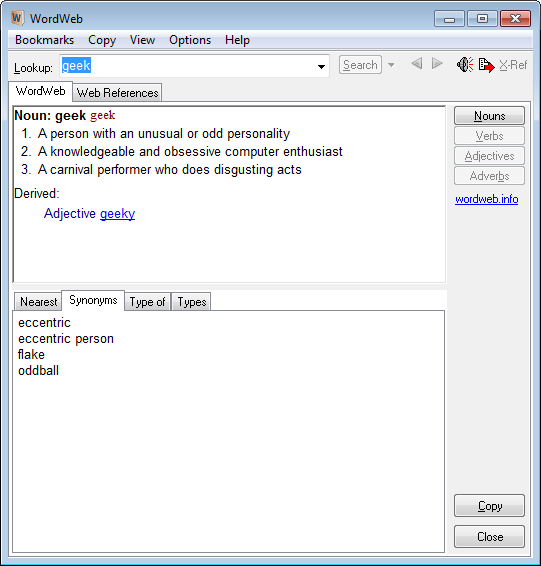 WordWeb
Bookmarks Copy View Options Help
Lookup: geek Search X-Ref
WordWeb Web References
Noun: geek geek
1. A person with an unusual or odd personality
2. A knowledgeable and obsessive computer enthusiast
3. A carnival performer who does disgusting acts
Derived:
Adjective geeky
Nouns
Verbs
Adjectives
Adverbs
wordweb.info
Nearest Synonyms Type of Types
eccentric
eccentric person
flake
oddball
Copy
Close